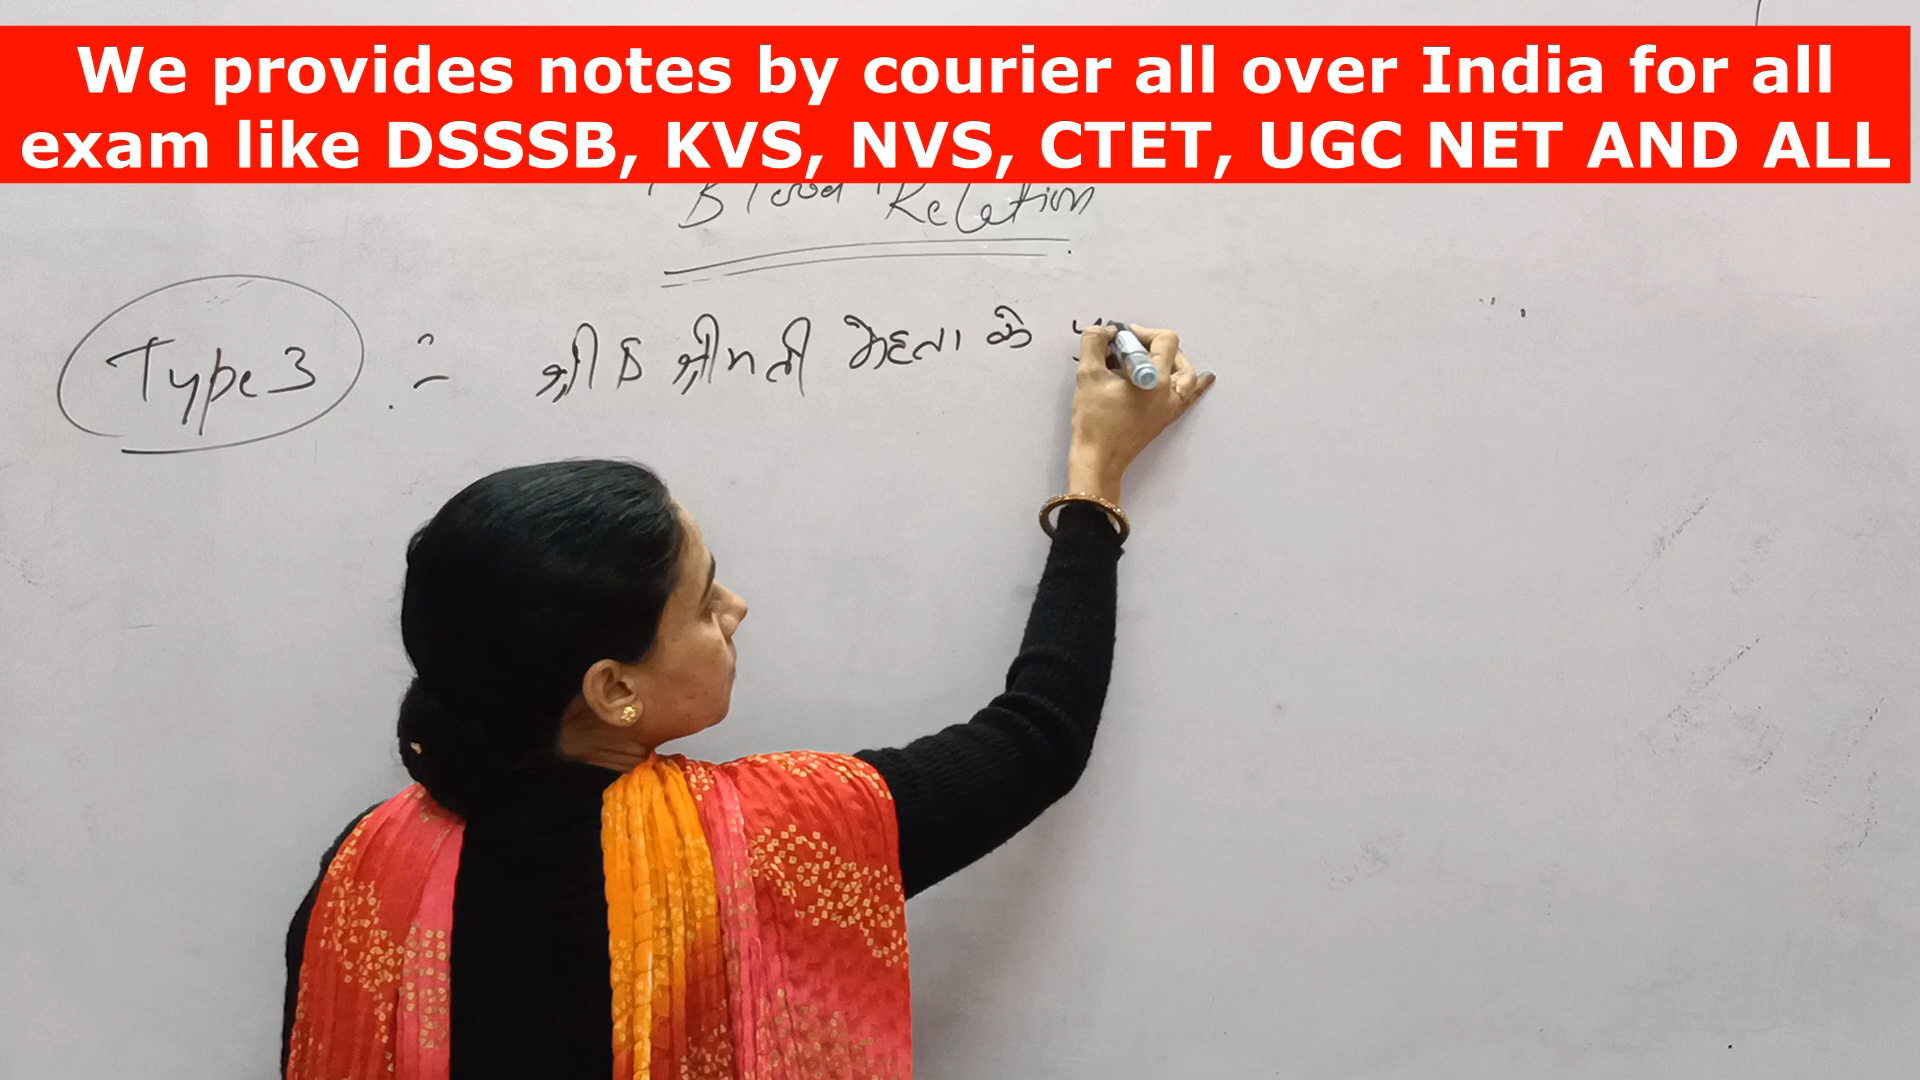 We provides notes by courier all over India for all
exam like DSSSB, KVS, NVS, CTET, UGC NET AND ALL
Blood Relation
Type 3 :- श्री & श्रीमती मेहता के